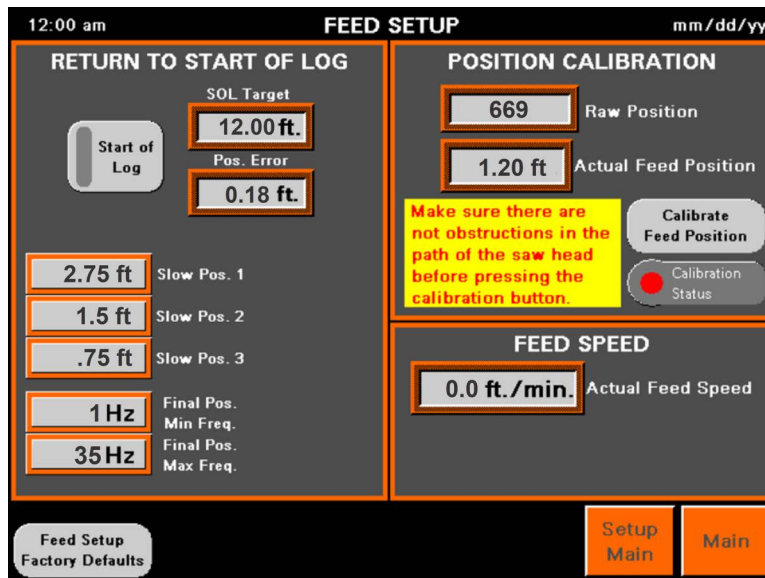 12:00 am
FEED SETUP
mm/dd/yy
RETURN TO START OF LOG
SOL Target
12.00 ft.
Start of
Log
Pos. Error
0.18 ft.
2.75 ft Slow Pos. 1
1.5 ft Slow Pos. 2
.75 ft Slow Pos. 3
1 Hz
Final Pos.
Min Freq.
35 Hz
Final Pos.
Max Freq.
POSITION CALIBRATION
669 Raw Position
1.20 ft Actual Feed Position
Make sure there are
not obstructions in the
path of the saw head
before pressing the
calibration button.
Calibrate
Feed Position
Calibration
Status
FEED SPEED
0.0 ft./min. Actual Feed Speed
Feed Setup
Factory Defaults
Setup
Main
Main